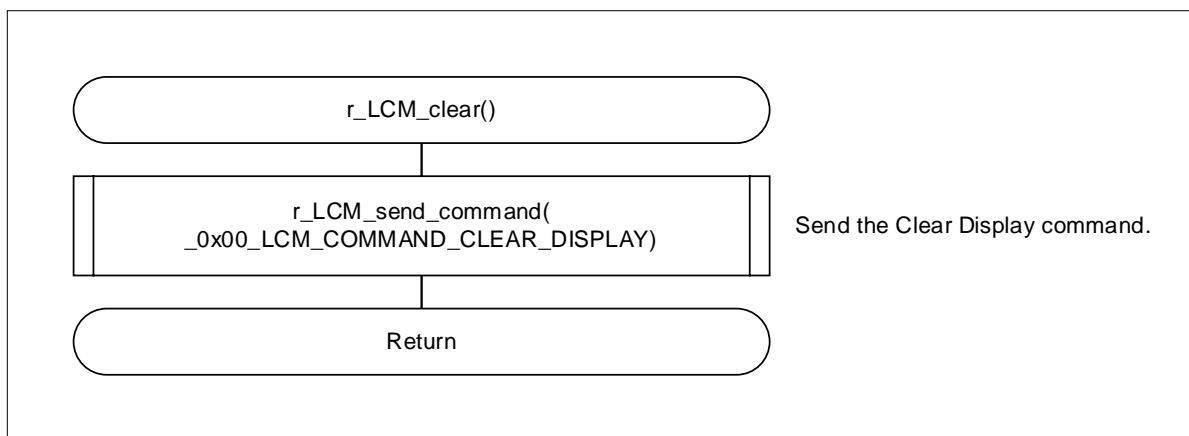 r_LCM_clear()
r_LCM_send_command(
_0x00_LCM_COMMAND_CLEAR_DISPLAY)
Send the Clear Display command.
Return